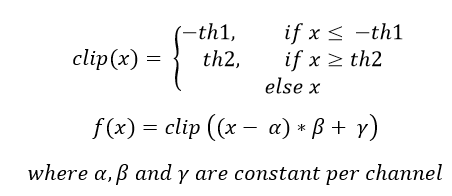 −th1, if x ≤ −th1
clip(x) = { th2, if x ≥ th2
else x
f(x) = clip ((x − α) * β + γ)
where α, β and γ are constant per channel